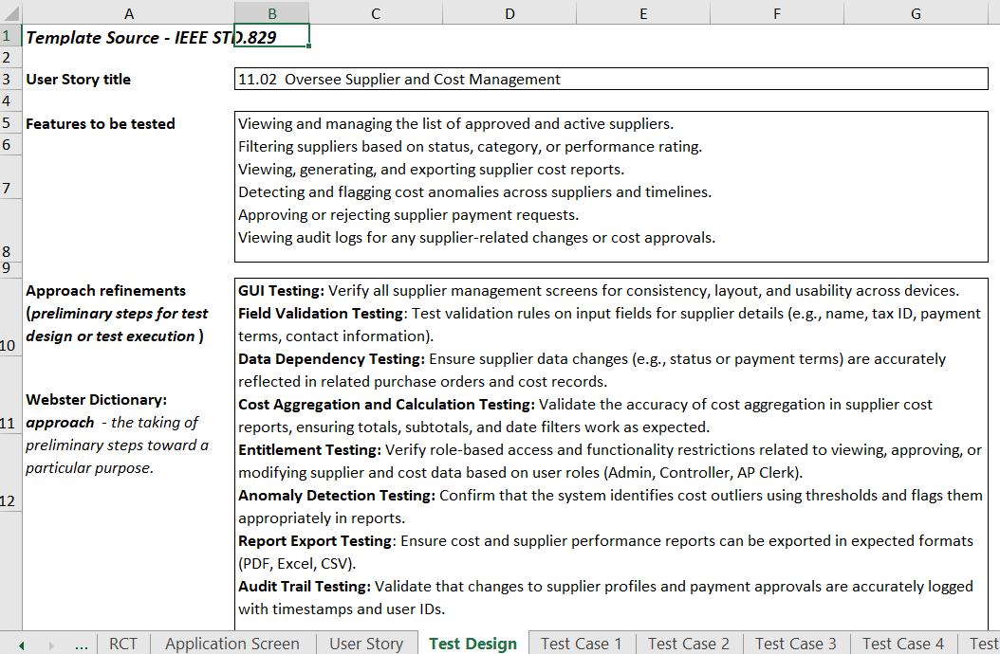 A B C D E F G
1 Template Source - IEEE STD.829
2
3 User Story title 11.02  Oversee Supplier and Cost Management
4
5 Features to be tested Viewing and managing the list of approved and active suppliers.
6 Filtering suppliers based on status, category, or performance rating.
Viewing, generating, and exporting supplier cost reports.
7 Detecting and flagging cost anomalies across suppliers and timelines.
Approving or rejecting supplier payment requests.
Viewing audit logs for any supplier-related changes or cost approvals.
8
9
Approach refinements GUI Testing: Verify all supplier management screens for consistency, layout, and usability across devices.
(preliminary steps for test Field Validation Testing: Test validation rules on input fields for supplier details (e.g., name, tax ID, payment
design or test execution ) terms, contact information).
10 Data Dependency Testing: Ensure supplier data changes (e.g., status or payment terms) are accurately
reflected in related purchase orders and cost records.
Webster Dictionary: Cost Aggregation and Calculation Testing: Validate the accuracy of cost aggregation in supplier cost
11 approach - the taking of reports, ensuring totals, subtotals, and date filters work as expected.
preliminary steps toward a Entitlement Testing: Verify role-based access and functionality restrictions related to viewing, approving, or
particular purpose. modifying supplier and cost data based on user roles (Admin, Controller, AP Clerk).
12 Anomaly Detection Testing: Confirm that the system identifies cost outliers using thresholds and flags them
appropriately in reports.
Report Export Testing: Ensure cost and supplier performance reports can be exported in expected formats
(PDF, Excel, CSV).
Audit Trail Testing: Validate that changes to supplier profiles and payment approvals are accurately logged
with timestamps and user IDs.
... RCT Application Screen User Story Test Design Test Case 1 Test Case 2 Test Case 3 Test Case 4 Test